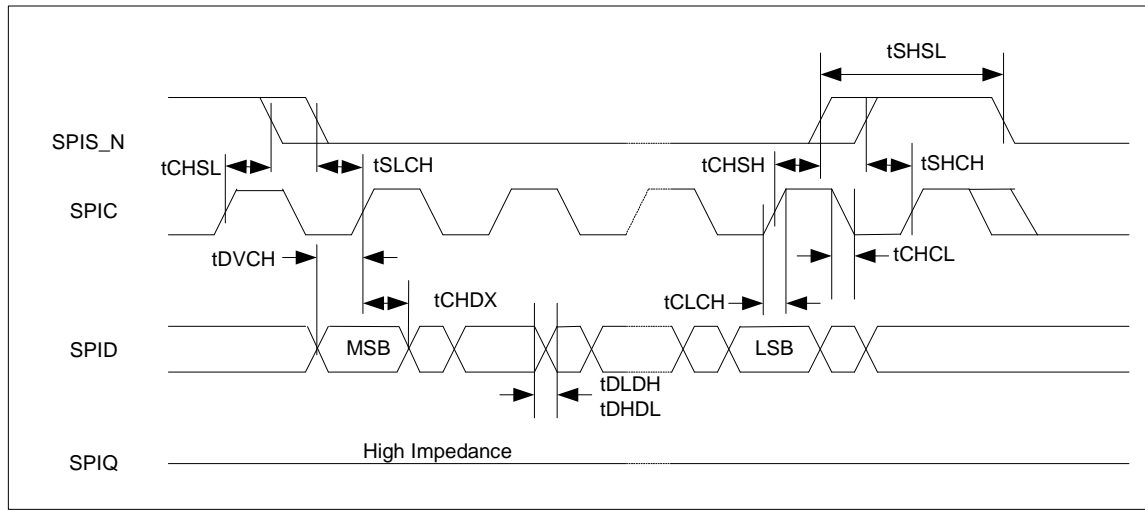 tSHSL
SPIS_N
tCHSL
tSLCH
tCHSH
tSHCH
SPIC
tDVCH
tCHCL
tCHDX
tCLCH
SPID
MSB
LSB
tDLDH
tDHDL
High Impedance
SPIQ